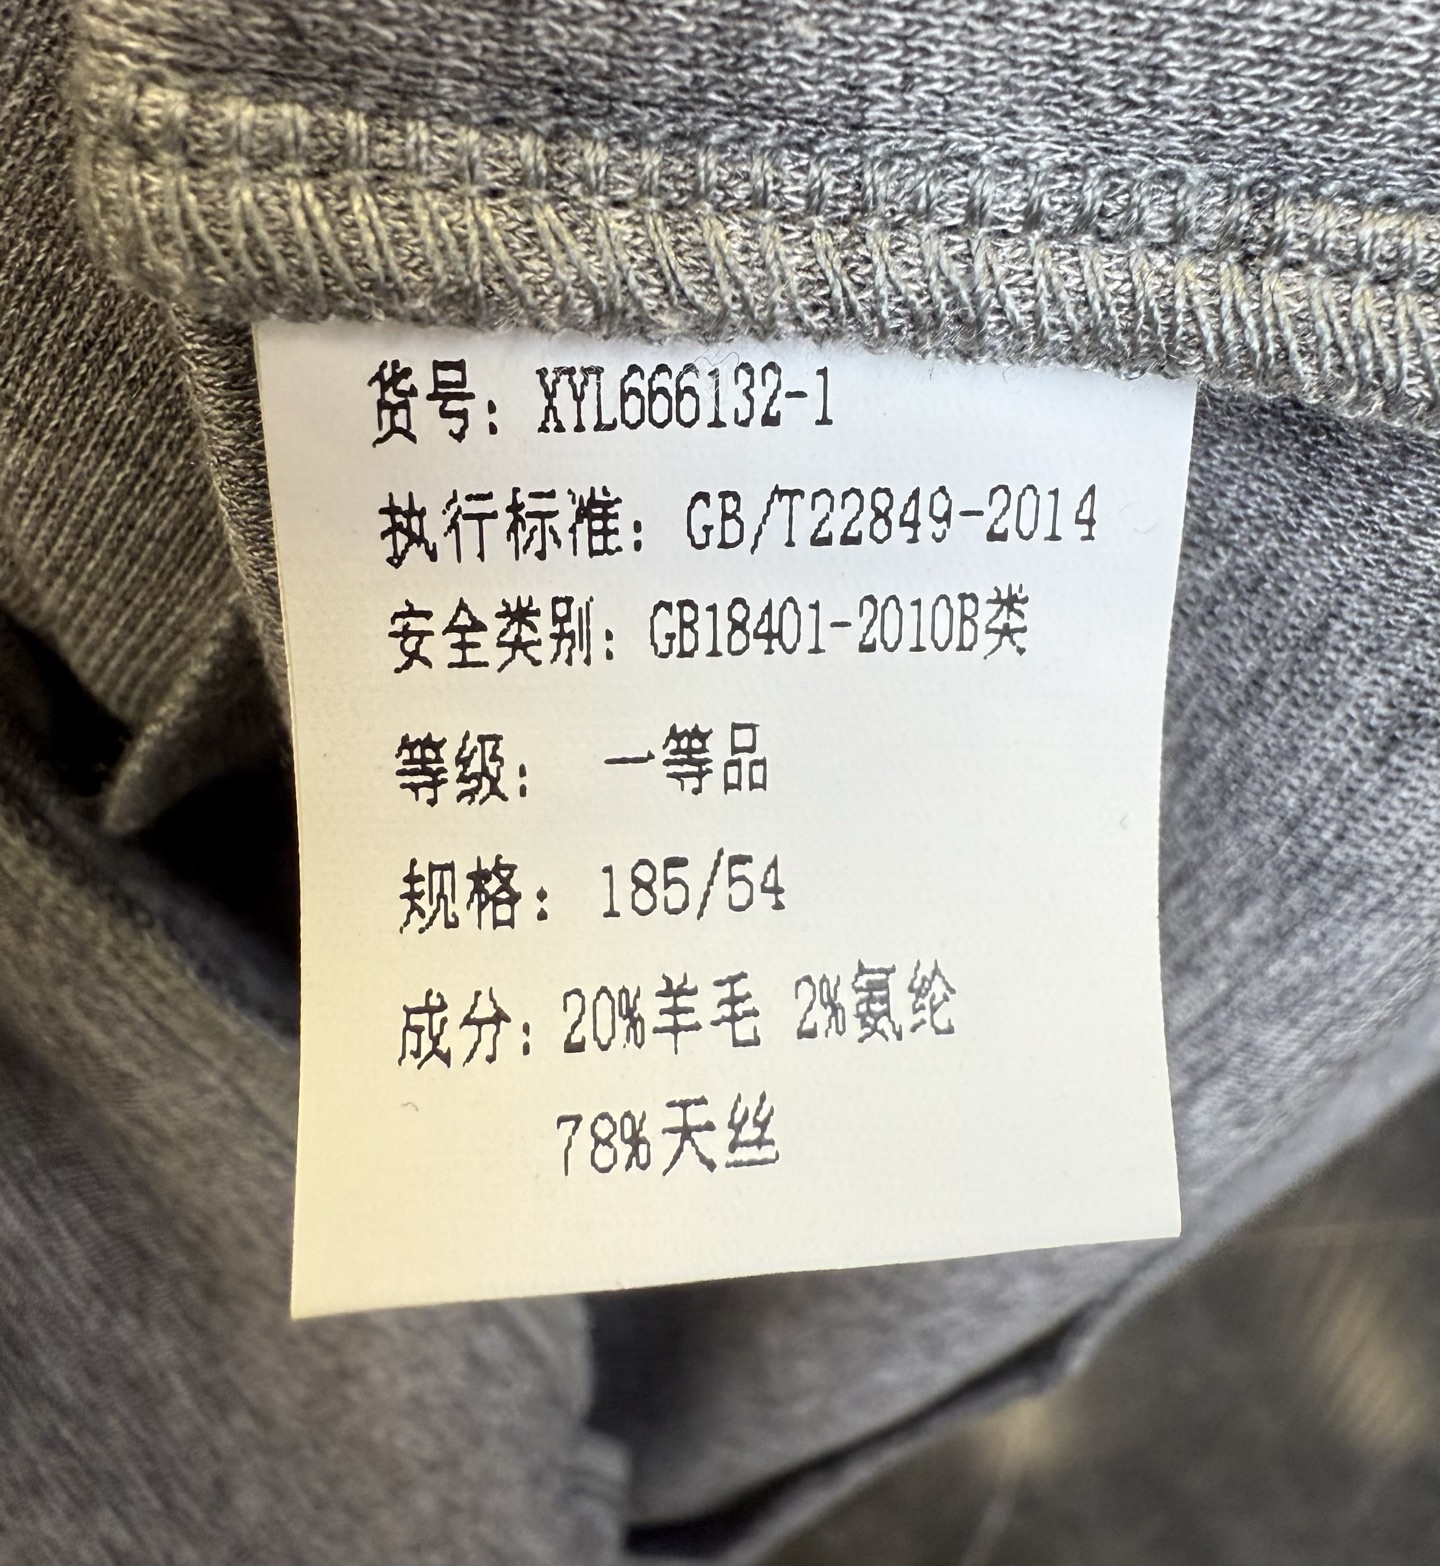 货号：XYL666132-1
执行标准：GB/T22849-2014
安全类别：GB18401-2010B类
等级：一等品
规格：185/54
成分：20%羊毛 2%氨纶
78%天丝